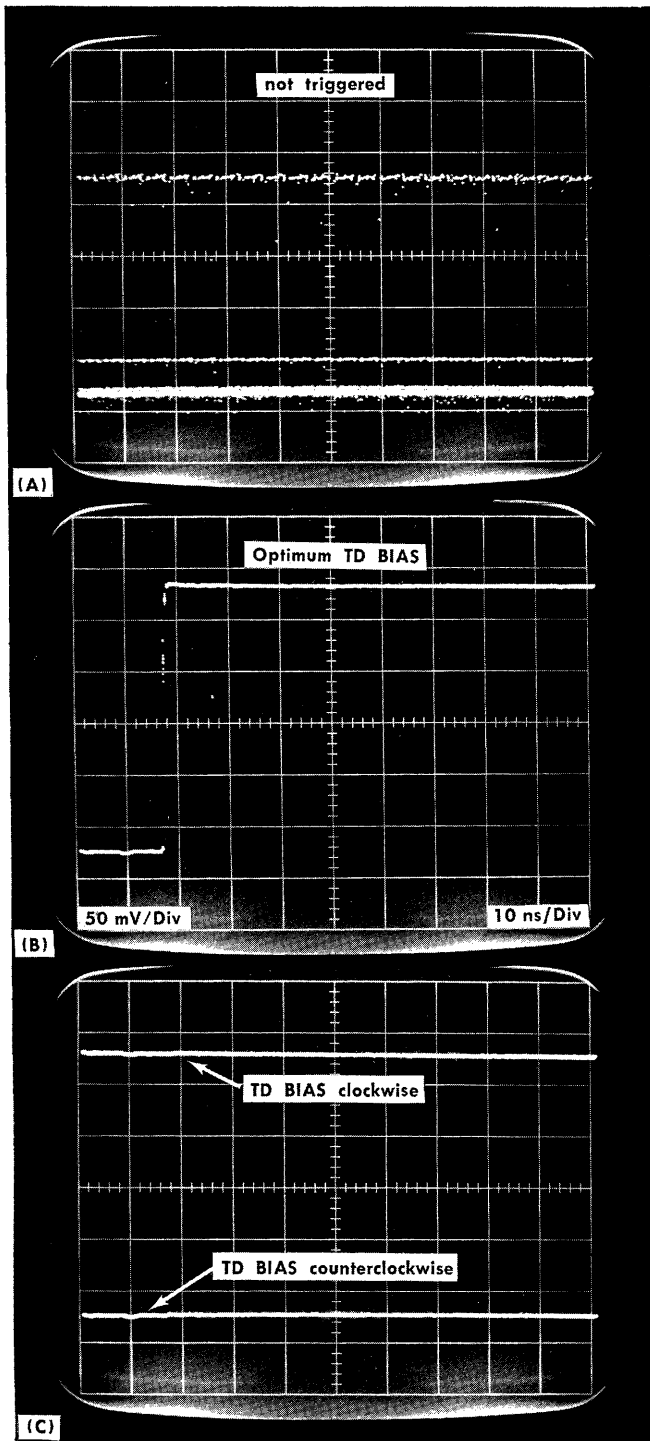 not triggered
(A)
Optimum TD BIAS
50 mV/Div
10 ns/Div
(B)
TD BIAS clockwise
TD BIAS counterclockwise
(C)